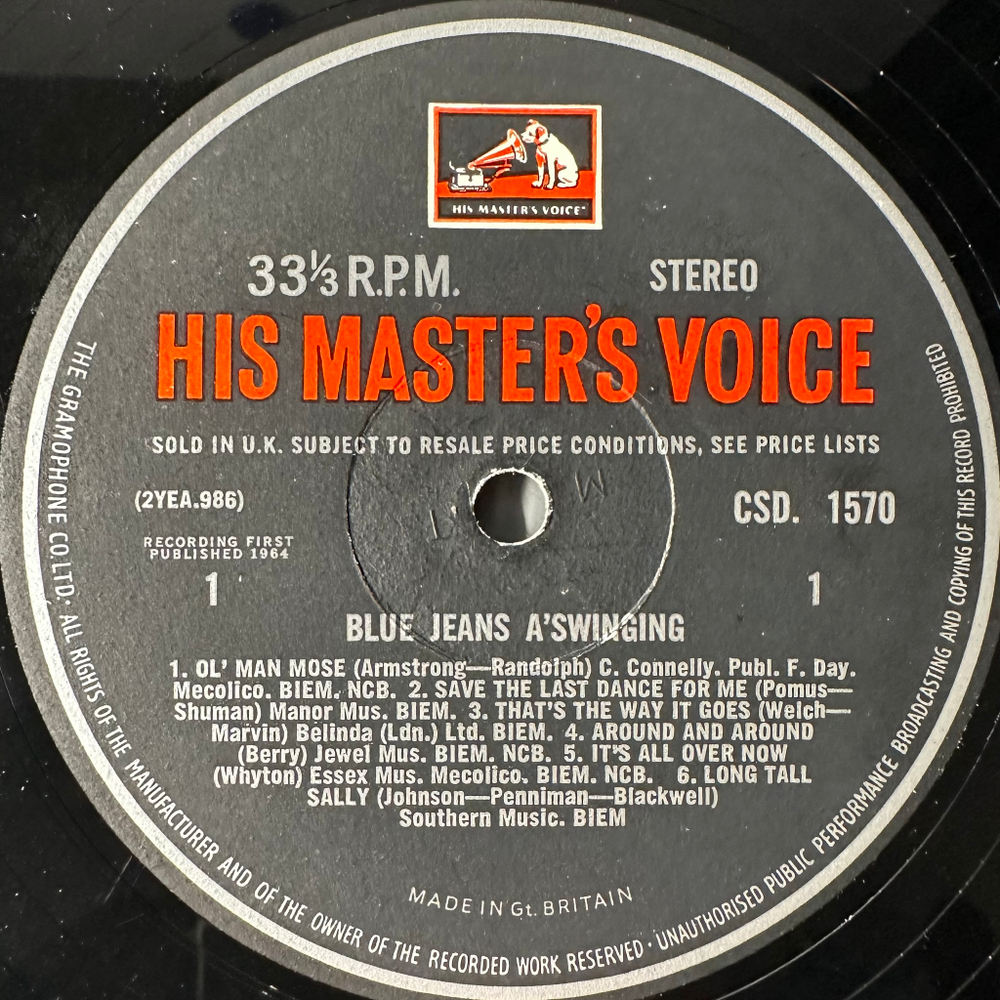 HIS MASTER'S VOICE
33⅓ R.P.M.
STEREO
HIS MASTER'S VOICE
SOLD IN U.K. SUBJECT TO RESALE PRICE CONDITIONS, SEE PRICE LISTS
(2YEA.986)
CSD. 1570
RECORDING FIRST
PUBLISHED 1964
1
1
BLUE JEANS A'SWINGING
1. OL' MAN MOSE (Armstrong—Randolph) C. Connelly. Publ. F. Day.
Mecolico. BIEM. NCB. 2. SAVE THE LAST DANCE FOR ME (Pomus—
Shuman) Manor Mus. BIEM. 3. THAT'S THE WAY IT GOES (Welch—
Marvin) Belinda (Ldn.) Ltd. BIEM. 4. AROUND AND AROUND
(Berry) Jewel Mus. BIEM. NCB. 5. IT'S ALL OVER NOW
(Whyton) Essex Mus. Mecolico. BIEM. NCB. 6. LONG TALL
SALLY (Johnson—Penniman—Blackwell)
Southern Music. BIEM
MADE IN Gt. BRITAIN
THE GRAMOPHONE CO. LTD. · ALL RIGHTS OF THE MANUFACTURER AND OF THE OWNER OF THE RECORDED WORK RESERVED · UNAUTHORISED PUBLIC PERFORMANCE BROADCASTING AND COPYING OF THIS RECORD PROHIBITED